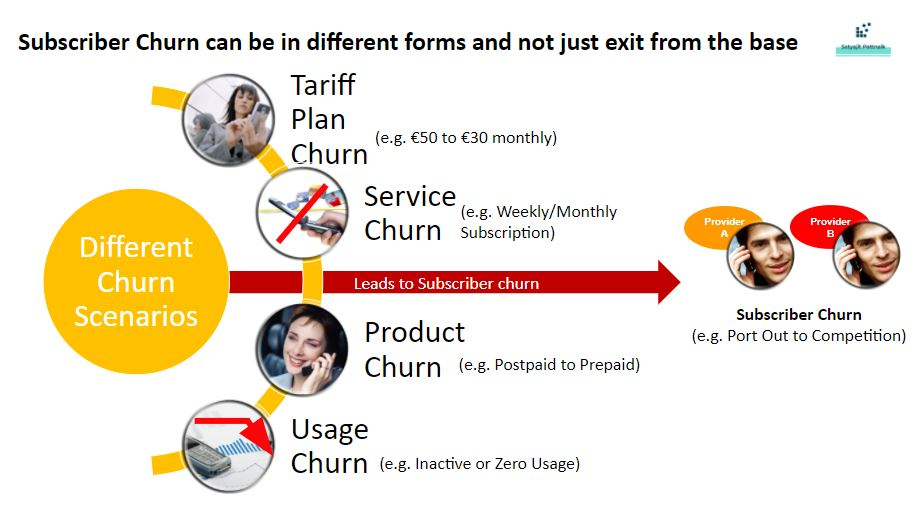 Subscriber Churn can be in different forms and not just exit from the base
Satyajit Pattnaik
Tariff
Plan
Churn (e.g. €50 to €30 monthly)
Service
Churn
(e.g. Weekly/Monthly
Subscription)
Different
Churn
Scenarios
Leads to Subscriber churn
Provider
A
Provider
B
Subscriber Churn
(e.g. Port Out to Competition)
Product
Churn (e.g. Postpaid to Prepaid)
Usage
Churn (e.g. Inactive or Zero Usage)